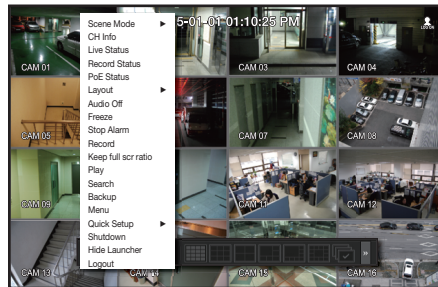 5-01-01 01:10:25 PM
LOG ON
Scene Mode
CH Info
Live Status
Record Status
PoE Status
Layout
Audio Off
Freeze
Stop Alarm
Record
Keep full scr ratio
Play
Search
Backup
Menu
Quick Setup
Shutdown
Hide Launcher
Logout
CAM 01
CAM 03
CAM 04
CAM 05
CAM 07
CAM 08
CAM 09
CAM 11
CAM 12
CAM 13
CAM 14
CAM 15
CAM 16